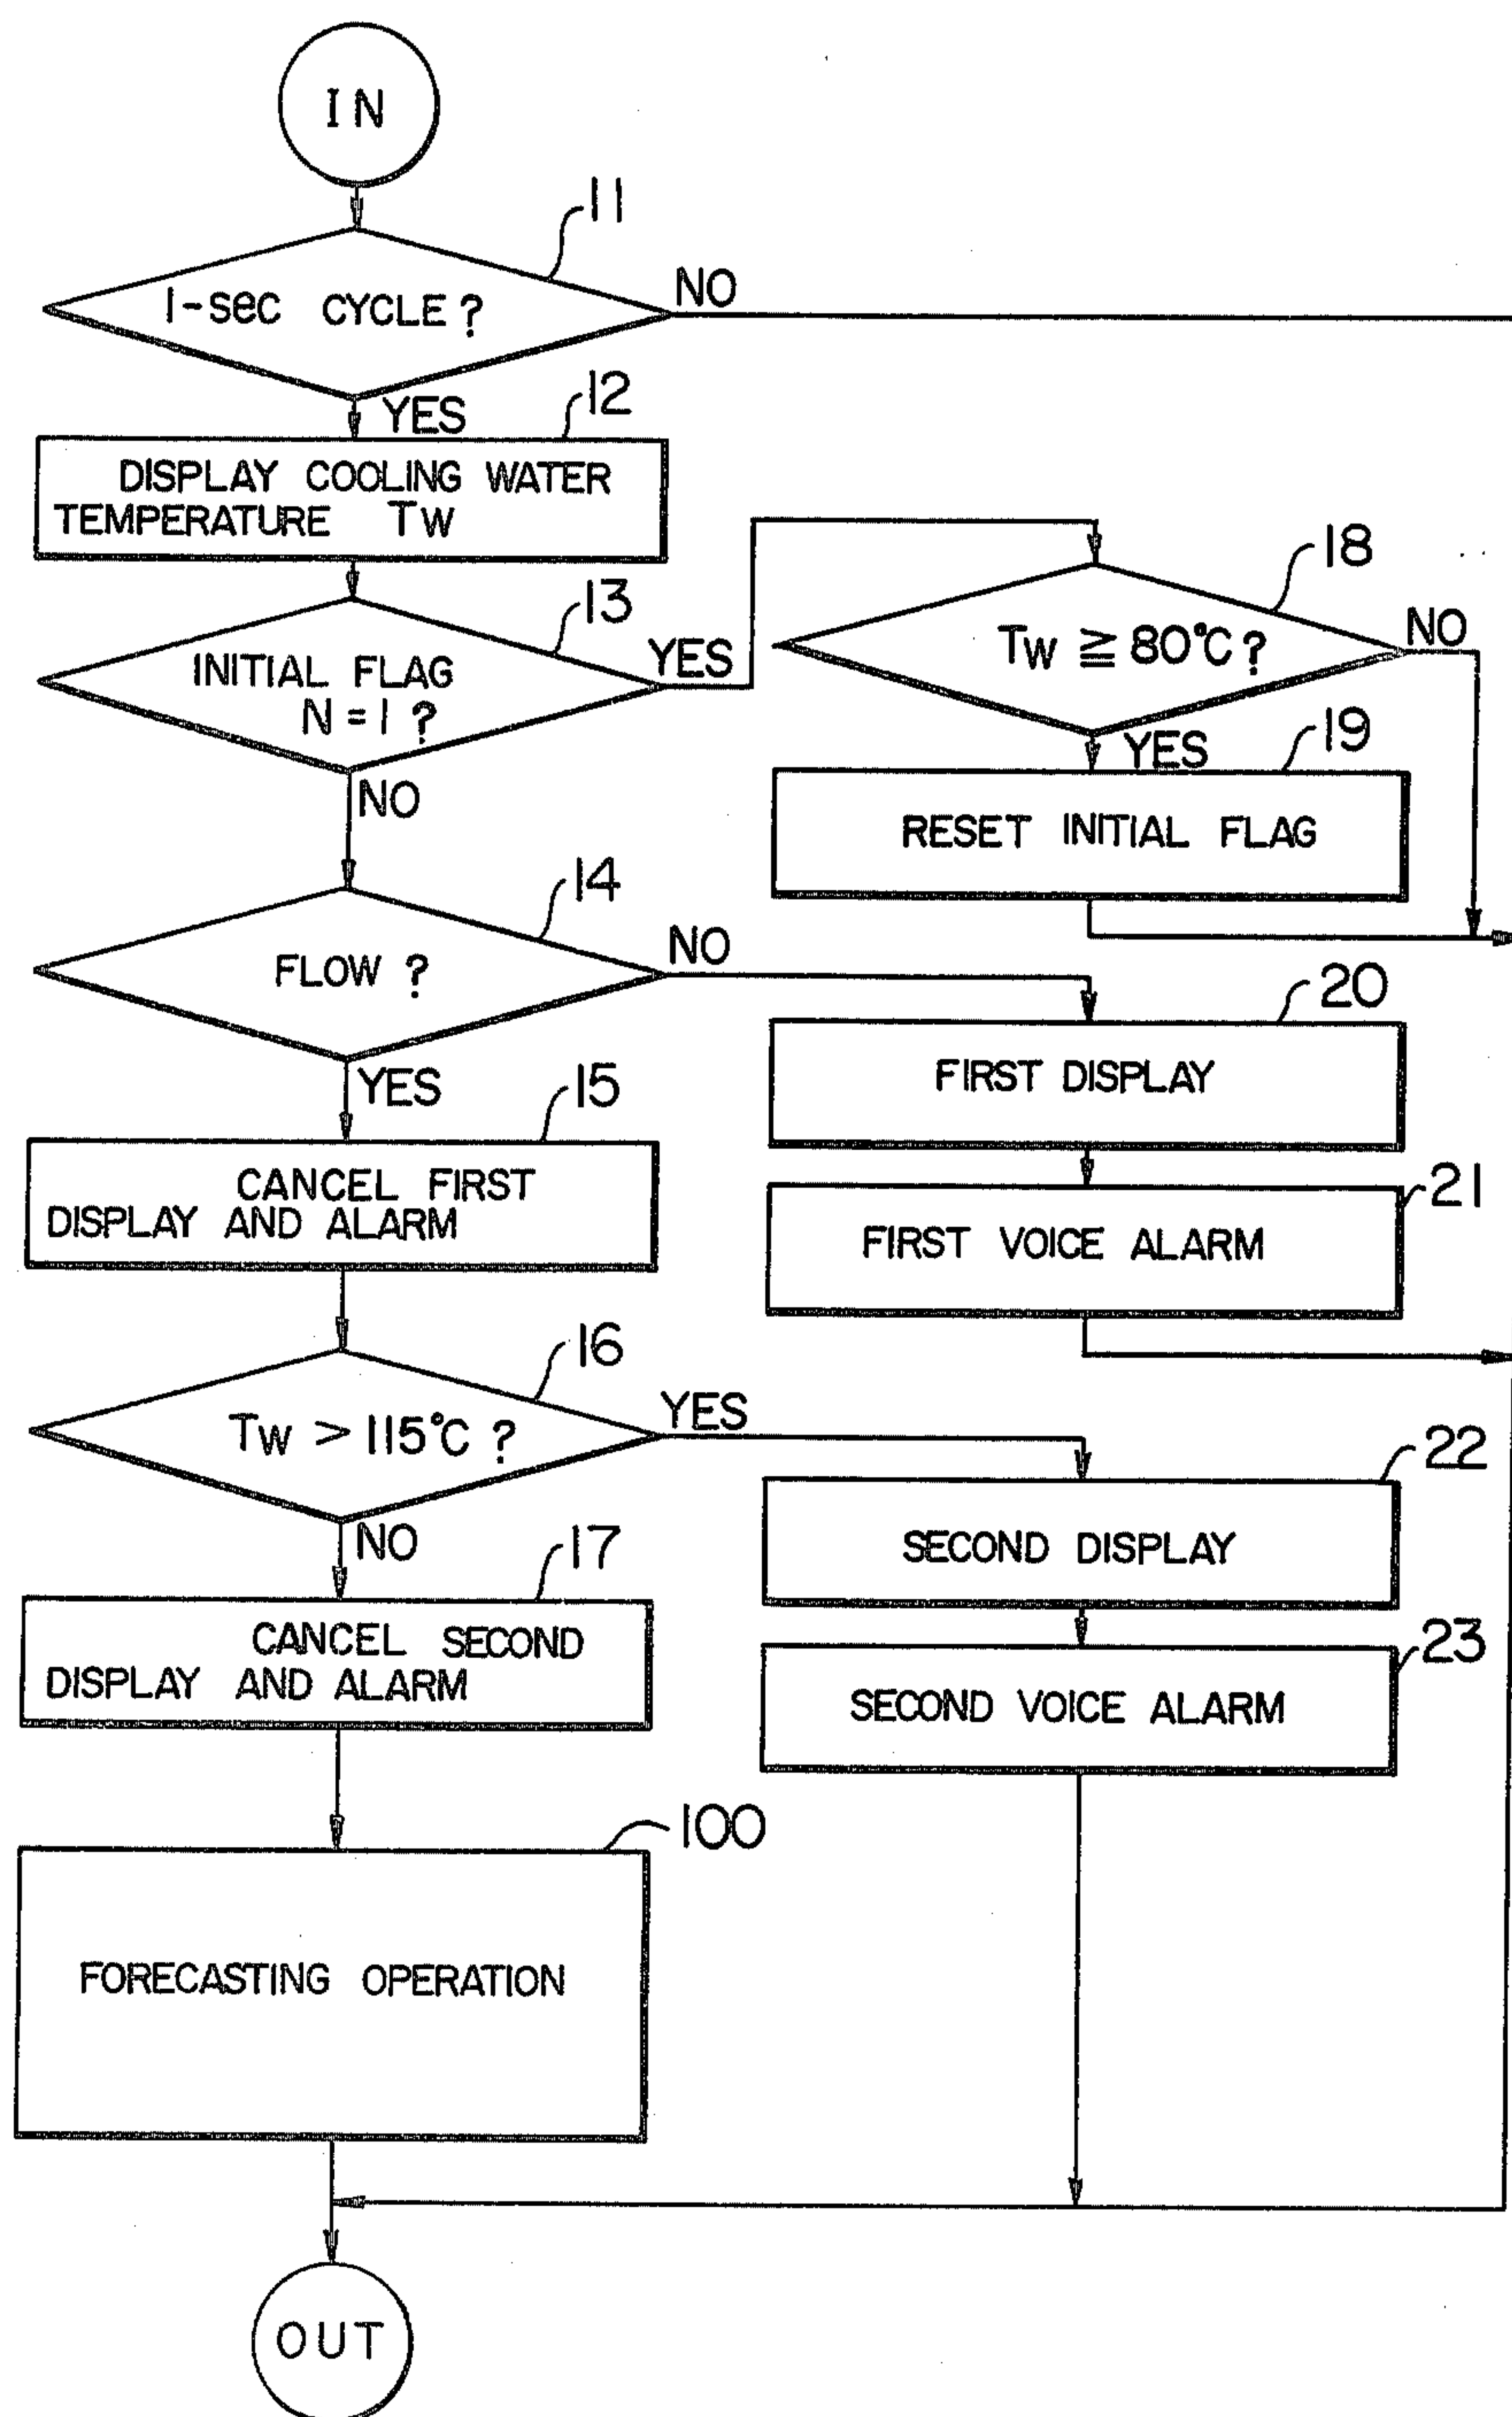 IN
11
1-sec CYCLE?
NO
YES
12
DISPLAY COOLING WATER
TEMPERATURE Tw
13
INITIAL FLAG
N=1?
YES
NO
18
Tw ≧ 80°C?
NO
YES
19
RESET INITIAL FLAG
14
FLOW?
NO
YES
20
FIRST DISPLAY
21
FIRST VOICE ALARM
15
CANCEL FIRST
DISPLAY AND ALARM
16
Tw > 115°C?
YES
NO
22
SECOND DISPLAY
23
SECOND VOICE ALARM
17
CANCEL SECOND
DISPLAY AND ALARM
100
FORECASTING OPERATION
OUT